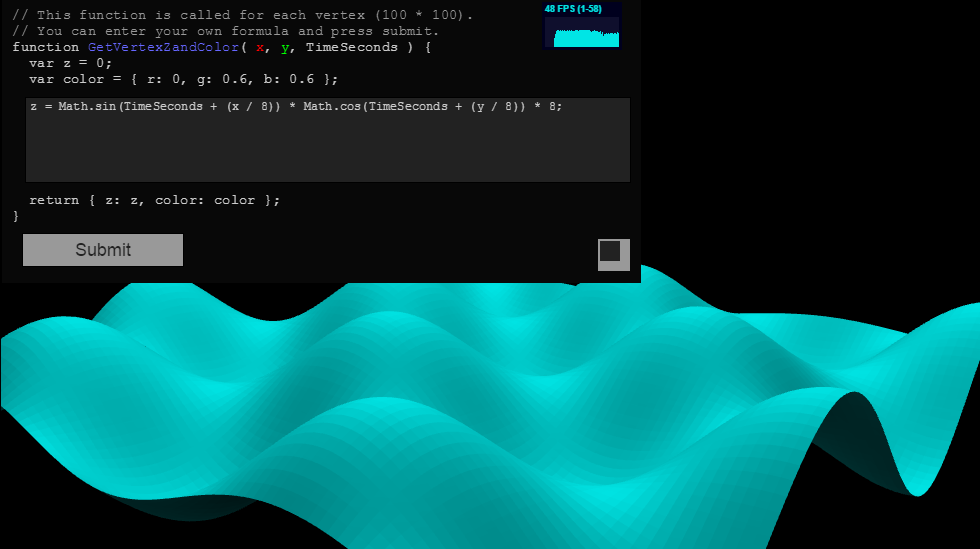 // This function is called for each vertex (100 * 100).
// You can enter your own formula and press submit.
function GetVertexZandColor( x, y, TimeSeconds ) {
  var z = 0;
  var color = { r: 0, g: 0.6, b: 0.6 };
z = Math.sin(TimeSeconds + (x / 8)) * Math.cos(TimeSeconds + (y / 8)) * 8;
  return { z: z, color: color };
}
Submit
48 FPS (1-58)